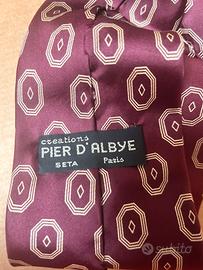 creations
PIER D'ALBYE
SETA Paris
subito